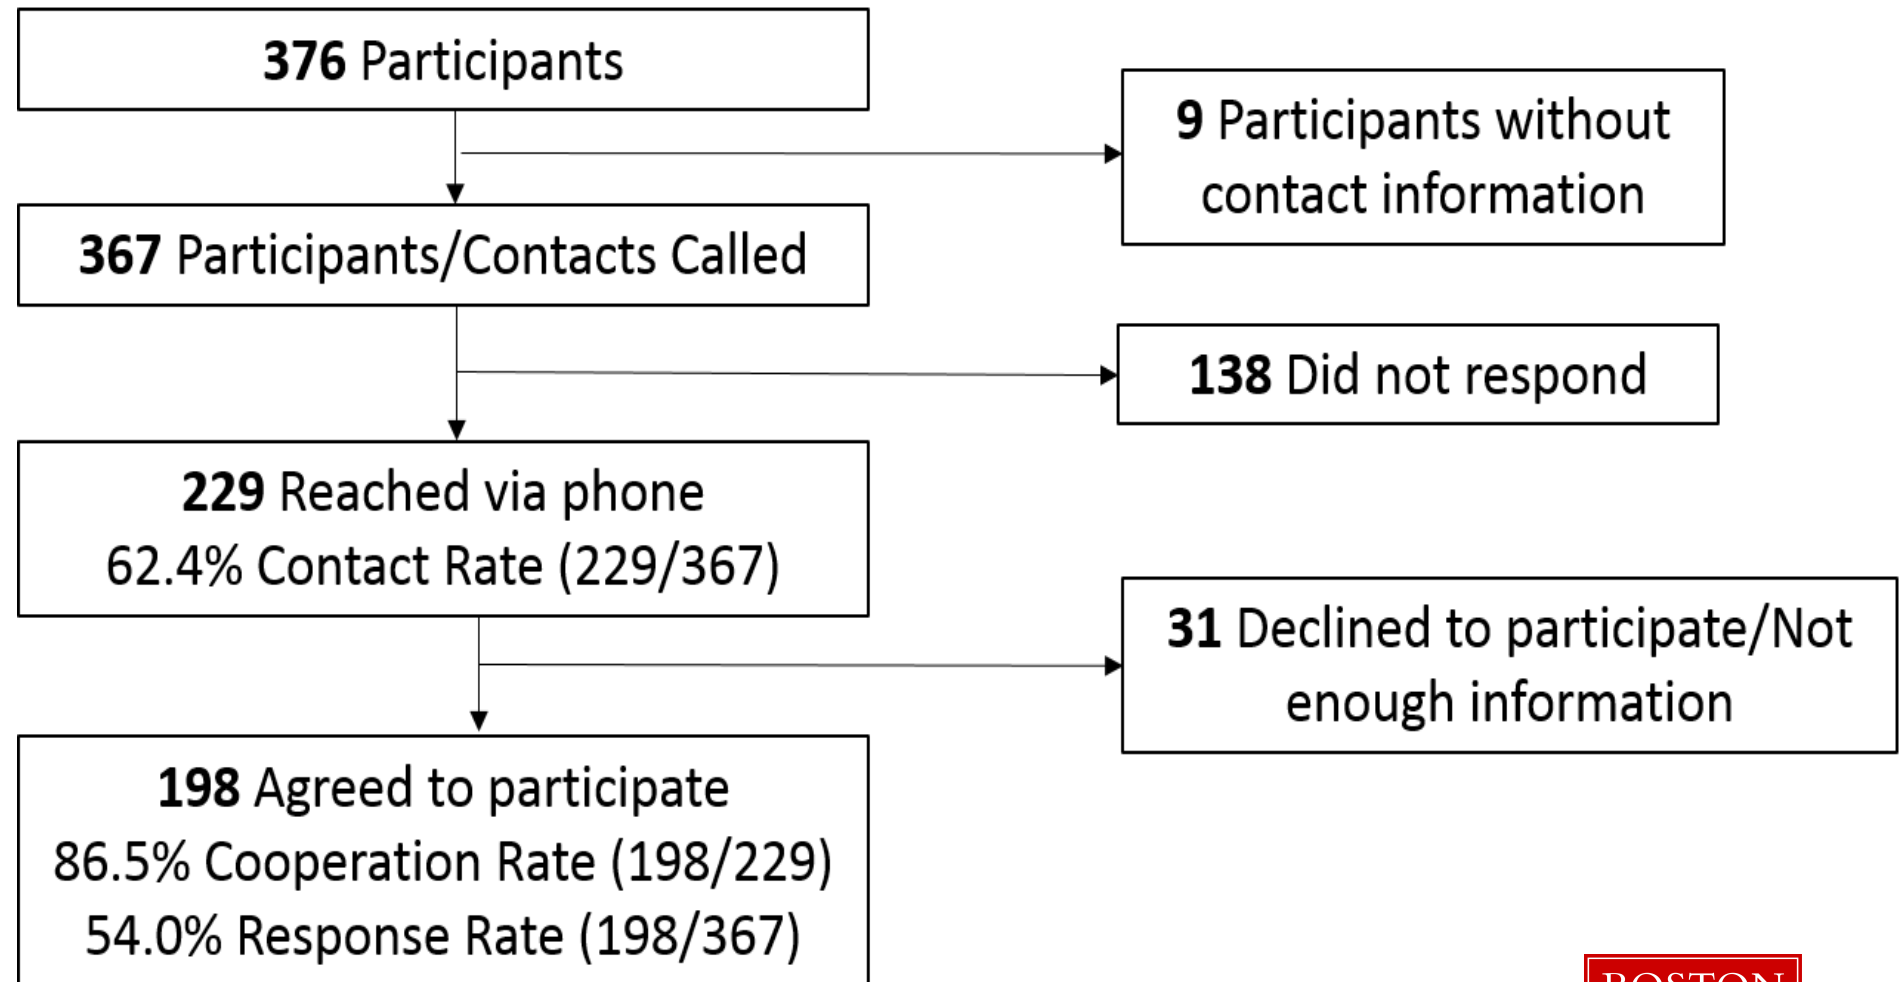 376 Participants
9 Participants without
contact information
367 Participants/Contacts Called
138 Did not respond
229 Reached via phone
62.4% Contact Rate (229/367)
31 Declined to participate/Not
enough information
198 Agreed to participate
86.5% Cooperation Rate (198/229)
54.0% Response Rate (198/367)
BOSTON